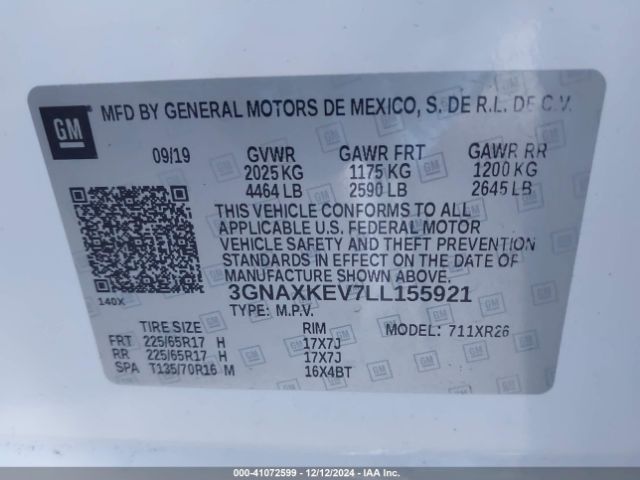 GM
MFD BY GENERAL MOTORS DE MEXICO, S. DE R.L. DE C.V.
09/19 GVWR GAWR FRT GAWR RR
2025 KG 1175 KG 1200 KG
4464 LB 2590 LB 2645 LB
THIS VEHICLE CONFORMS TO ALL
APPLICABLE U.S. FEDERAL MOTOR
VEHICLE SAFETY AND THEFT PREVENTION
STANDARDS IN EFFECT ON THE DATE OF
MANUFACTURE SHOWN ABOVE.
140X
3GNAXKEV7LL155921
TYPE: M.P.V.
TIRE SIZE RIM MODEL: 711XR26
FRT 225/65R17 H 17X7J
RR 225/65R17 H 17X7J
SPA T135/70R16 M 16X4BT
000-41072599 - 12/12/2024 - IAA Inc.